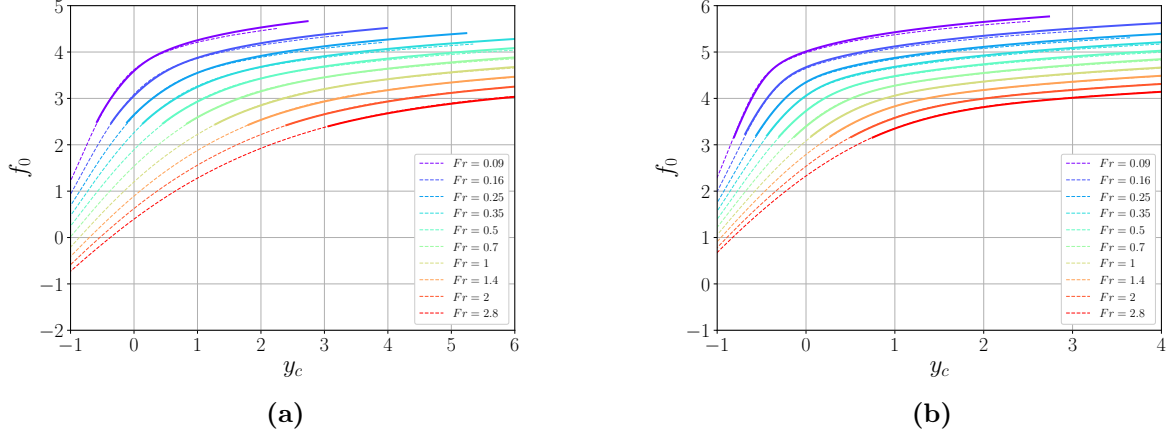 5
4
3
2
1
0
−1
−2
f0
−1 0 1 2 3 4 5 6
yc
Fr = 0.09
Fr = 0.16
Fr = 0.25
Fr = 0.35
Fr = 0.5
Fr = 0.7
Fr = 1
Fr = 1.4
Fr = 2
Fr = 2.8
(a)
6
5
4
3
2
1
0
−1
f0
−1 0 1 2 3 4
yc
Fr = 0.09
Fr = 0.16
Fr = 0.25
Fr = 0.35
Fr = 0.5
Fr = 0.7
Fr = 1
Fr = 1.4
Fr = 2
Fr = 2.8
(b)